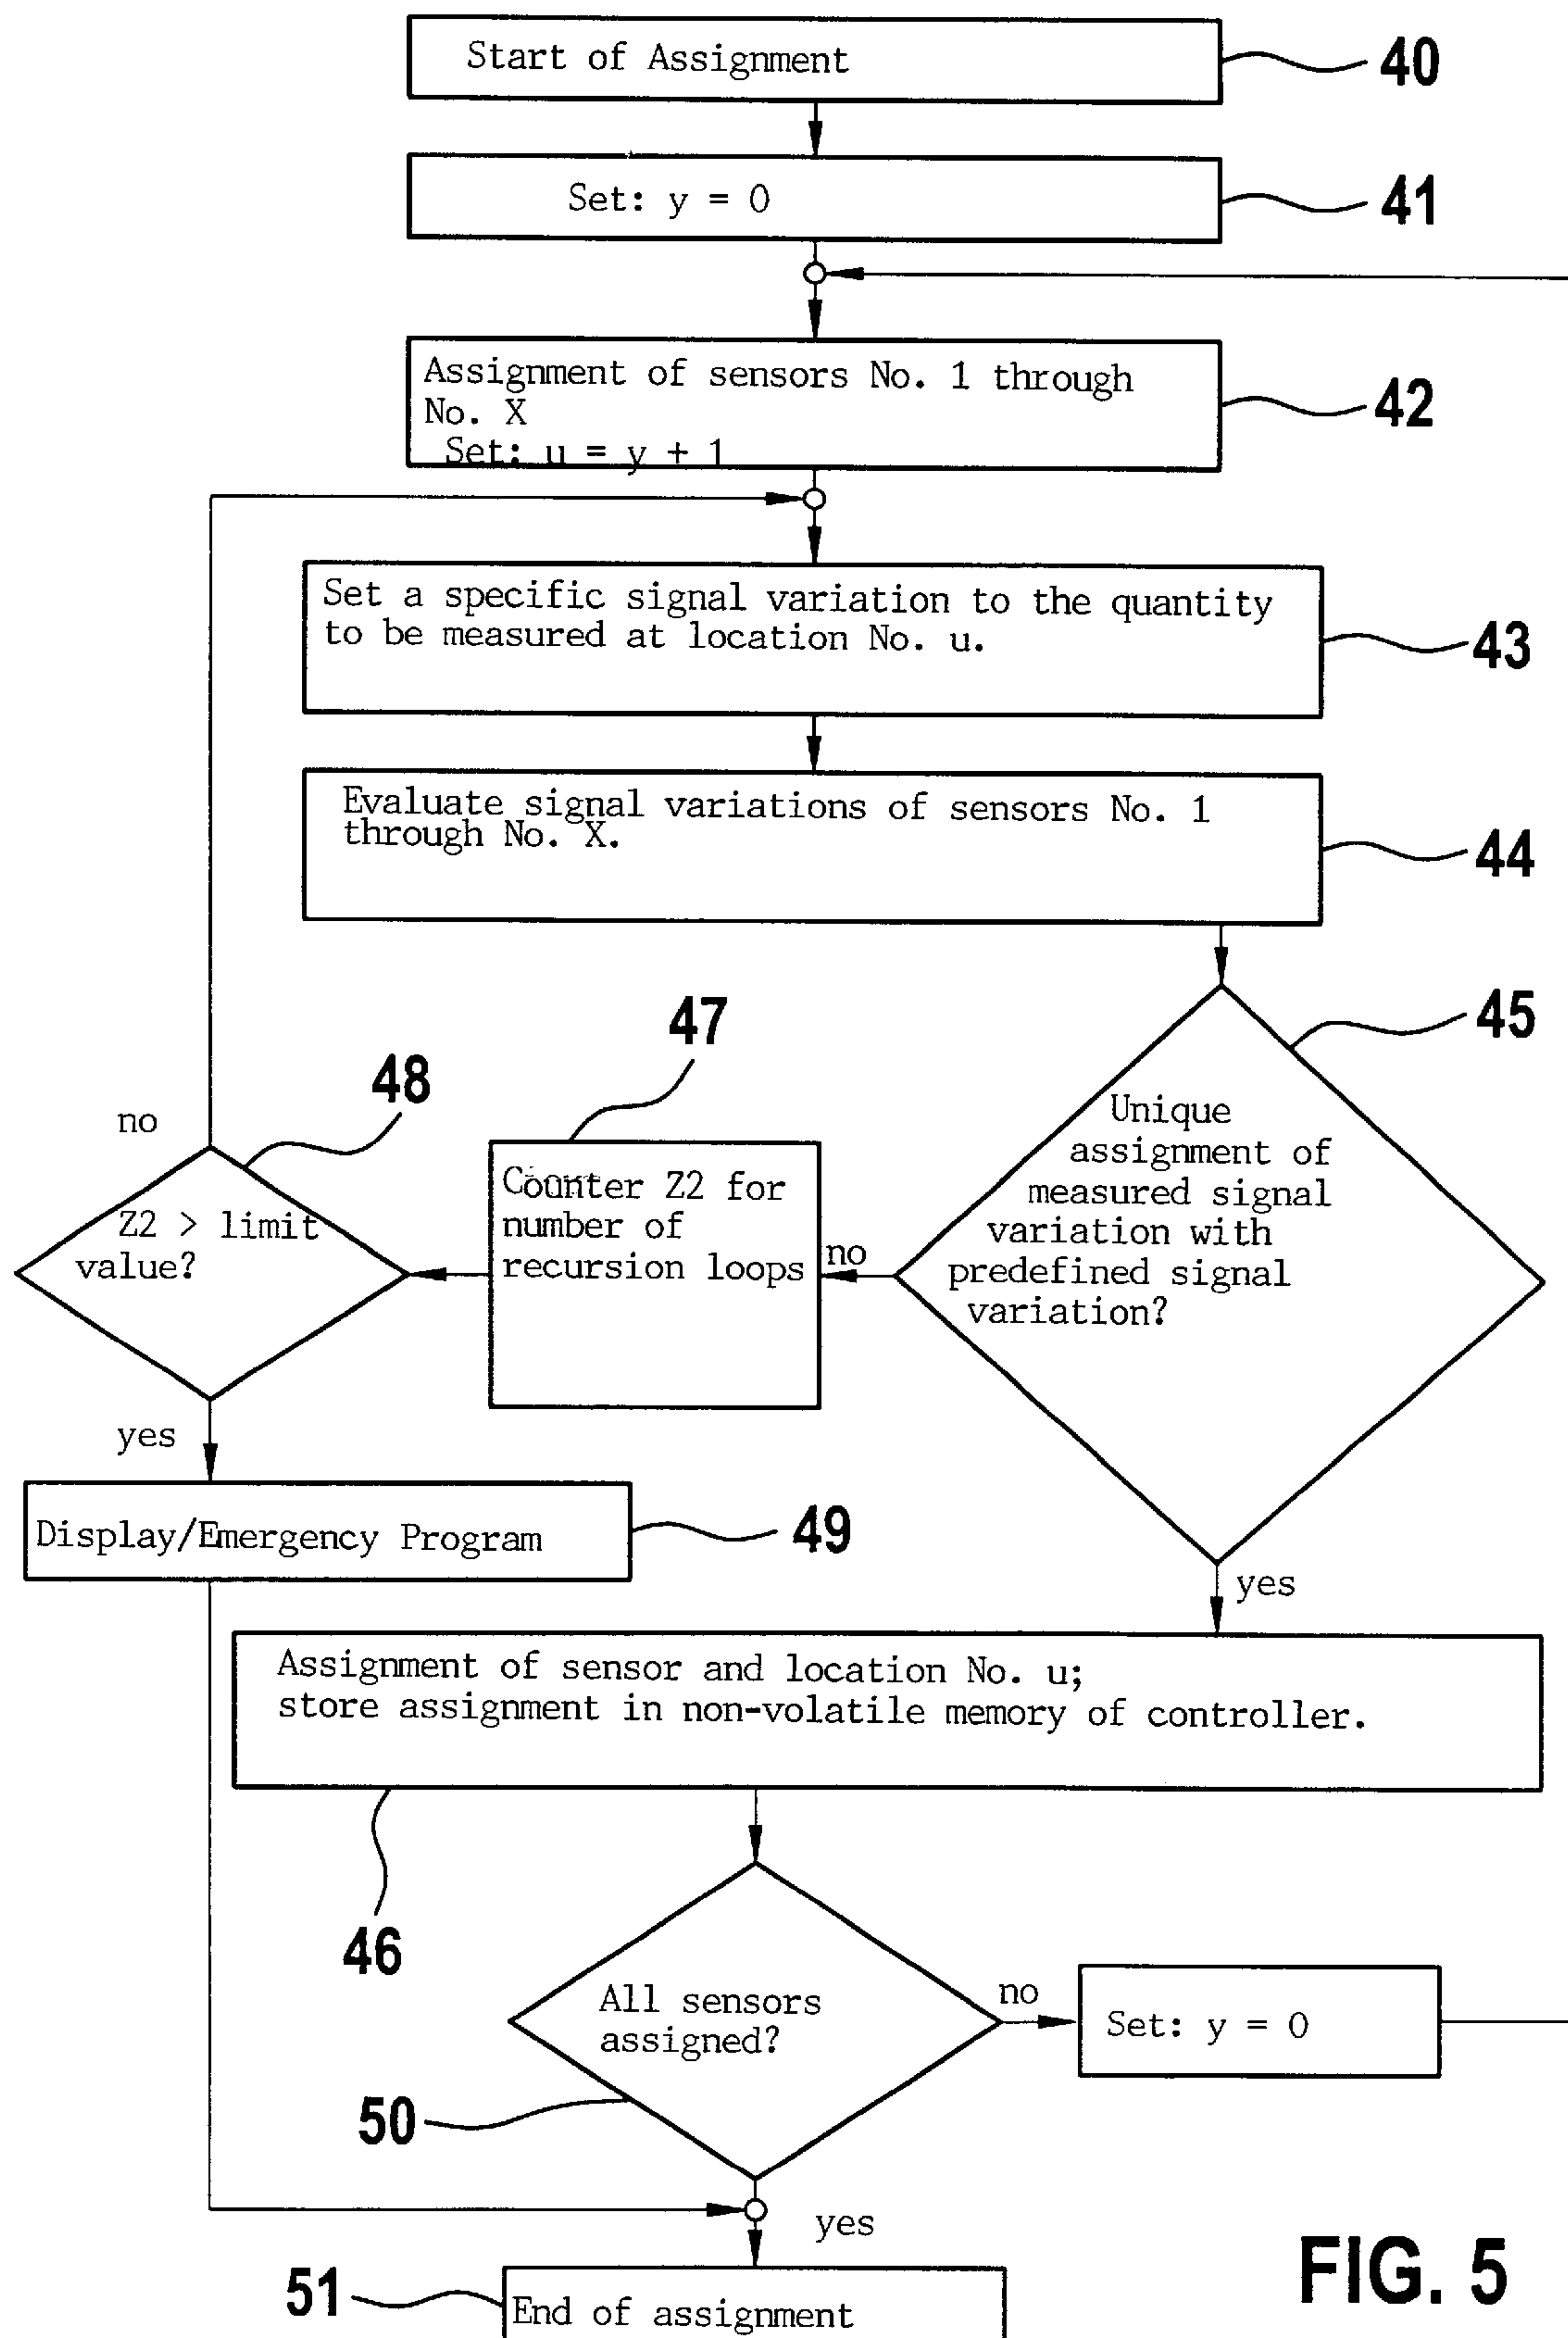 Start of Assignment
40
Set: y = 0
41
Assignment of sensors No. 1 through
No. X
Set: u = y + 1
42
Set a specific signal variation to the quantity
to be measured at location No. u.
43
Evaluate signal variations of sensors No. 1
through No. X.
44
45
47
48
no
Unique
assignment of
measured signal
variation with
predefined signal
variation?
Counter Z2 for
number of
recursion loops
no
Z2 > limit
value?
yes
Display/Emergency Program
49
yes
Assignment of sensor and location No. u;
store assignment in non-volatile memory of controller.
46
All sensors
assigned?
no
Set: y = 0
50
yes
51
End of assignment
FIG. 5